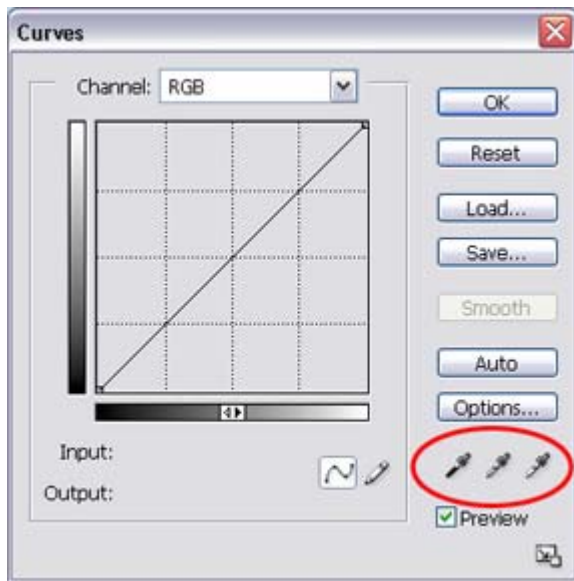 Curves
Channel: RGB
OK
Reset
Load...
Save...
Smooth
Auto
Options...
Input:
Output:
Preview